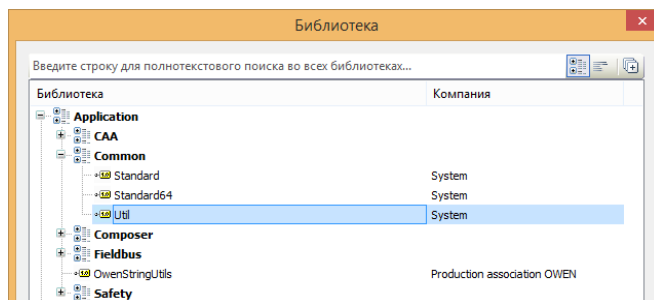 Библиотека
Введите строку для полнотекстового поиска во всех библиотеках...
Библиотека Компания
Application
CAA
Common
Standard System
Standard64 System
Util System
Composer
Fieldbus
OwenStringUtils Production association OWEN
Safety